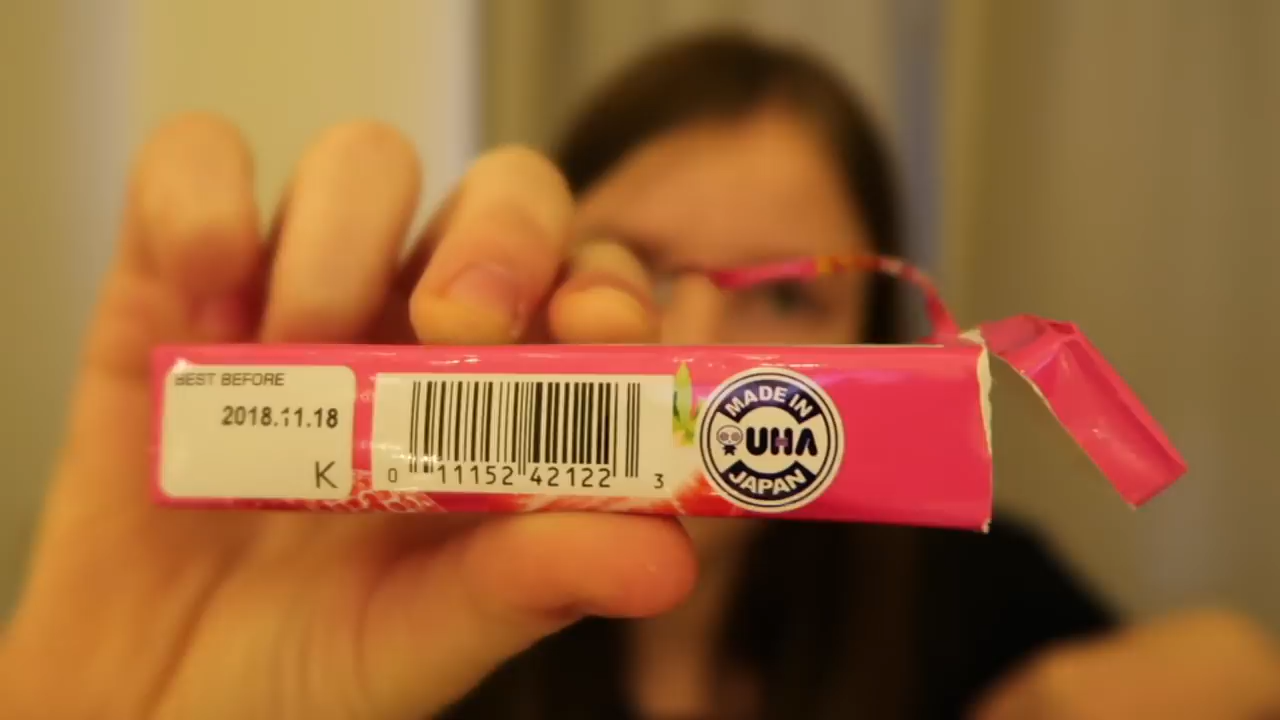 BEST BEFORE
2018.11.18
K
0 11152 42122 3
MADE IN
UHA
JAPAN